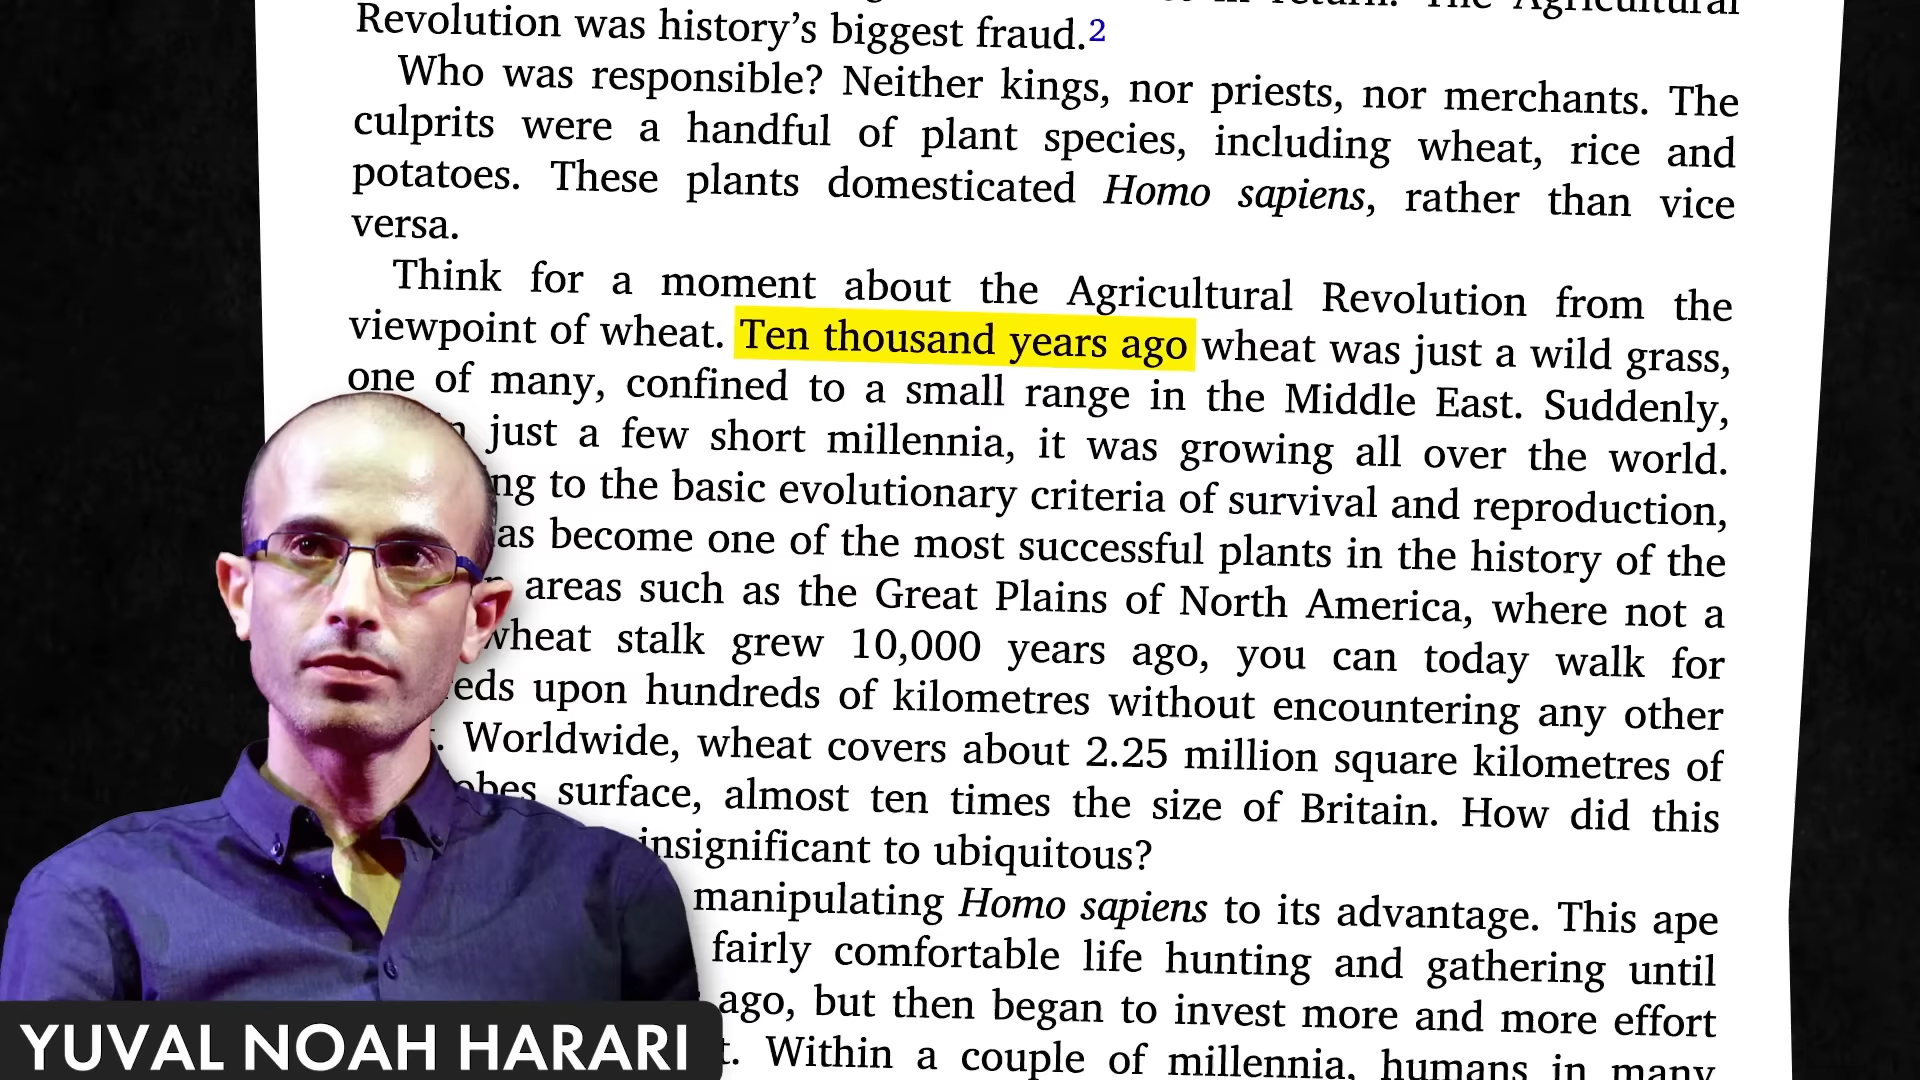 in return. The Agricultural
Revolution was history’s biggest fraud.2
Who was responsible? Neither kings, nor priests, nor merchants. The
culprits were a handful of plant species, including wheat, rice and
potatoes. These plants domesticated Homo sapiens, rather than vice
versa.
Think for a moment about the Agricultural Revolution from the
viewpoint of wheat. Ten thousand years ago wheat was just a wild grass,
one of many, confined to a small range in the Middle East. Suddenly,
just a few short millennia, it was growing all over the world.
ng to the basic evolutionary criteria of survival and reproduction,
as become one of the most successful plants in the history of the
areas such as the Great Plains of North America, where not a
wheat stalk grew 10,000 years ago, you can today walk for
reds upon hundreds of kilometres without encountering any other
. Worldwide, wheat covers about 2.25 million square kilometres of
obes surface, almost ten times the size of Britain. How did this
insignificant to ubiquitous?
manipulating Homo sapiens to its advantage. This ape
fairly comfortable life hunting and gathering until
ago, but then began to invest more and more effort
t. Within a couple of millennia, humans in many
YUVAL NOAH HARARI